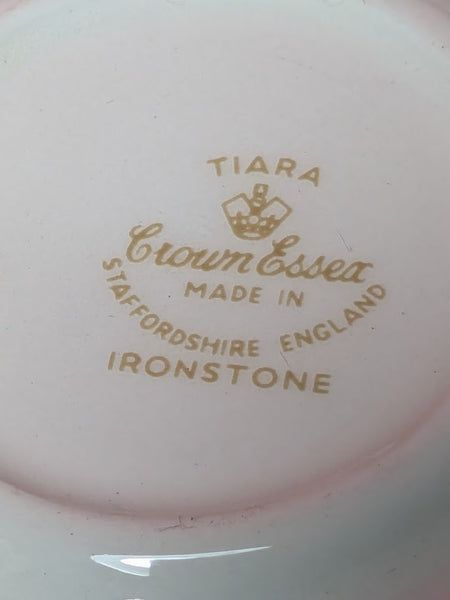 TIARA
Crown Essex
MADE IN
STAFFORDSHIRE ENGLAND
IRONSTONE